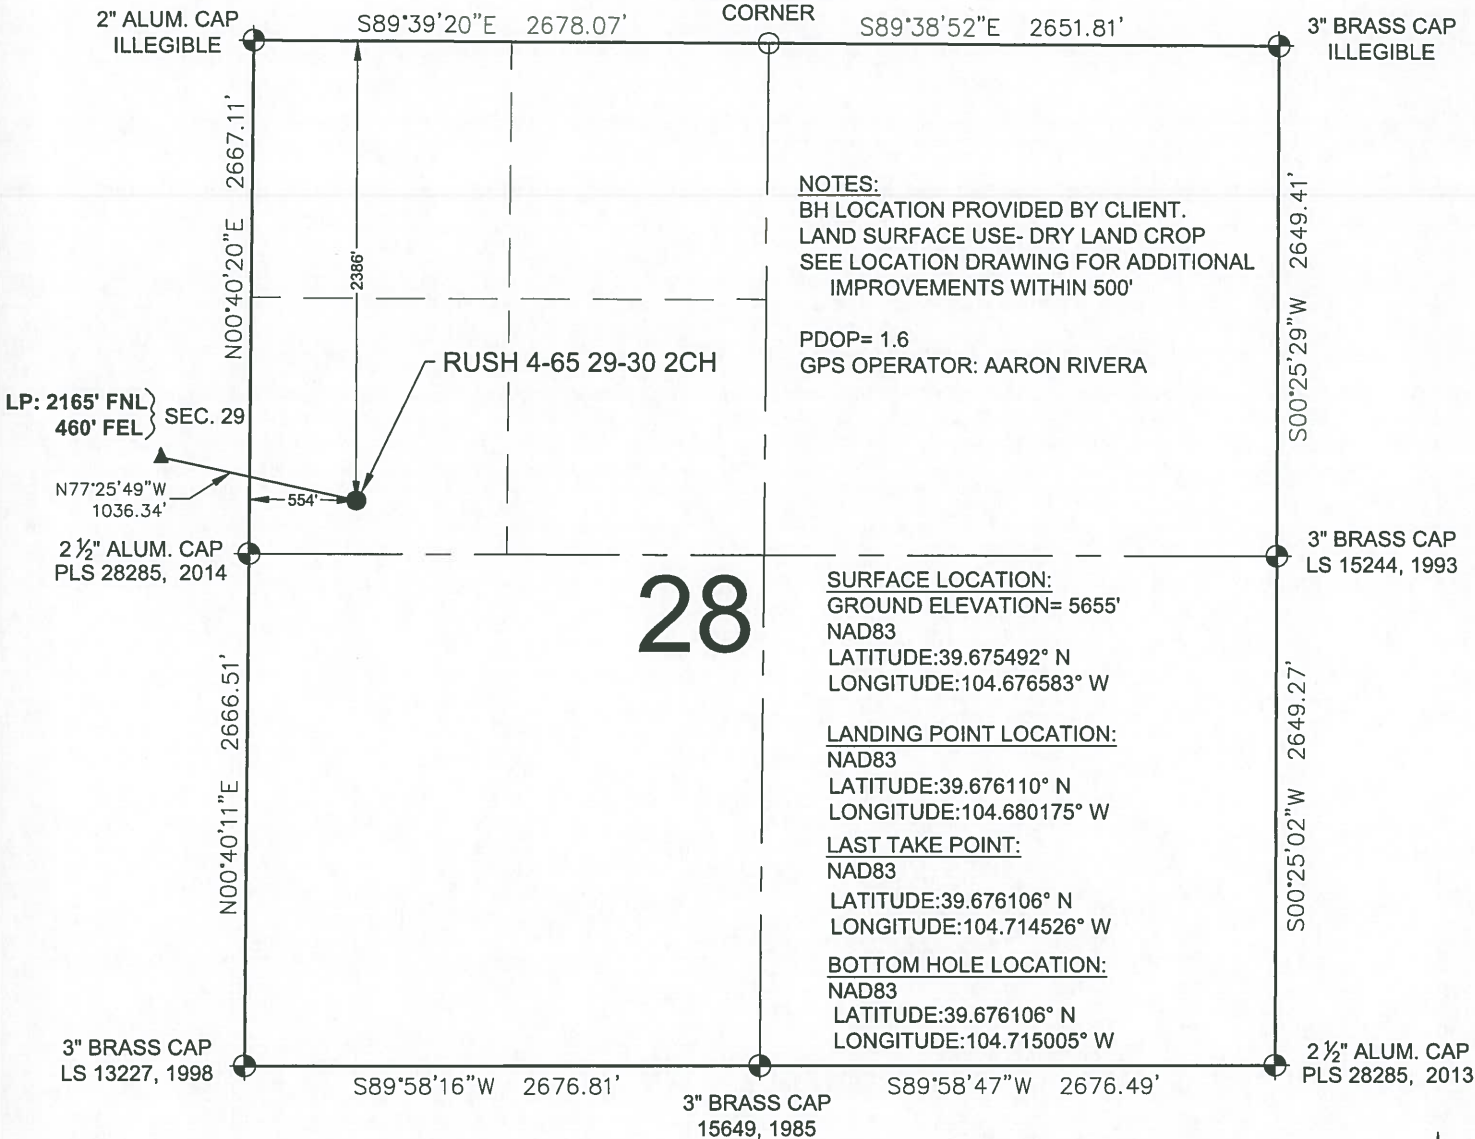 CORNER
2" ALUM. CAP
ILLEGIBLE
S89°39'20"E 2678.07'
S89°38'52"E 2651.81'
3" BRASS CAP
ILLEGIBLE
N00°40'20"E 2667.11'
2386'
NOTES:
BH LOCATION PROVIDED BY CLIENT.
LAND SURFACE USE- DRY LAND CROP
SEE LOCATION DRAWING FOR ADDITIONAL
IMPROVEMENTS WITHIN 500'
PDOP= 1.6
GPS OPERATOR: AARON RIVERA
S00°25'29"W 2649.41'
RUSH 4-65 29-30 2CH
LP: 2165' FNL
460' FEL
SEC. 29
N77°25'49"W
1036.34'
554'
2 ½" ALUM. CAP
PLS 28285, 2014
3" BRASS CAP
LS 15244, 1993
28
SURFACE LOCATION:
GROUND ELEVATION= 5655'
NAD83
LATITUDE:39.675492° N
LONGITUDE:104.676583° W
LANDING POINT LOCATION:
NAD83
LATITUDE:39.676110° N
LONGITUDE:104.680175° W
LAST TAKE POINT:
NAD83
LATITUDE:39.676106° N
LONGITUDE:104.714526° W
BOTTOM HOLE LOCATION:
NAD83
LATITUDE:39.676106° N
LONGITUDE:104.715005° W
N00°40'11"E 2666.51'
S00°25'02"W 2649.27'
3" BRASS CAP
LS 13227, 1998
S89°58'16"W 2676.81'
3" BRASS CAP
15649, 1985
S89°58'47"W 2676.49'
2 ½" ALUM. CAP
PLS 28285, 2013